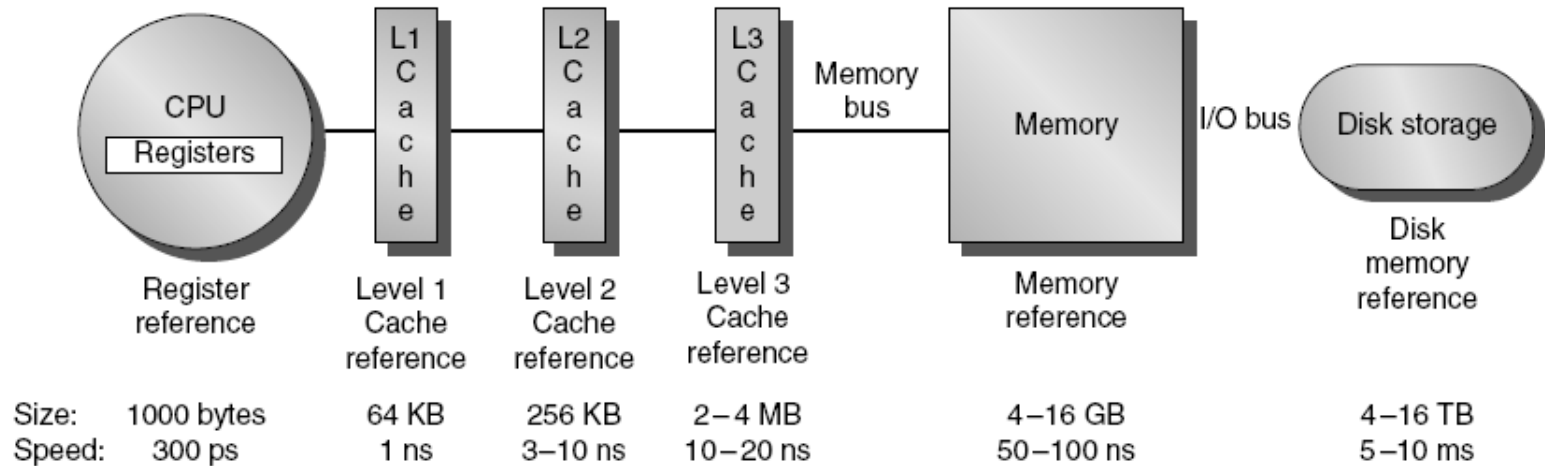 CPU
Registers
L1
C
a
c
h
e
L2
C
a
c
h
e
L3
C
a
c
h
e
Memory
bus
Memory
I/O bus
Disk storage
Register
reference
Level 1
Cache
reference
Level 2
Cache
reference
Level 3
Cache
reference
Memory
reference
Disk
memory
reference
Size: 1000 bytes 64 KB 256 KB 2–4 MB 4–16 GB 4–16 TB
Speed: 300 ps 1 ns 3–10 ns 10–20 ns 50–100 ns 5–10 ms